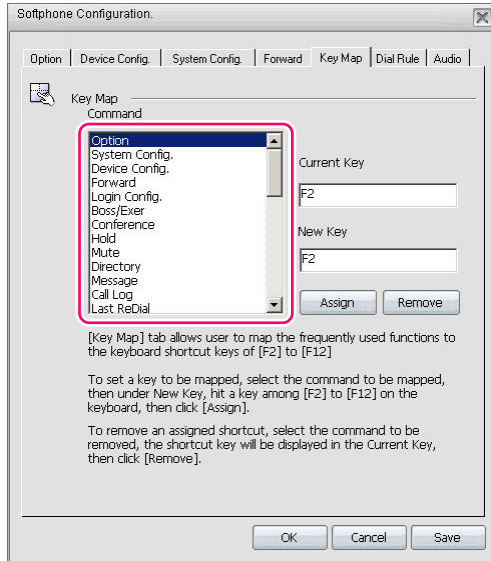 Softphone Configuration.
Option Device Config. System Config. Forward Key Map Dial Rule Audio
Key Map
Command
Option
System Config.
Device Config.
Forward
Login Config.
Boss/Exer
Conference
Hold
Mute
Directory
Message
Call Log
Last ReDial
Current Key
F2
New Key
F2
Assign Remove
[Key Map] tab allows user to map the frequently used functions to
the keyboard shortcut keys of [F2] to [F12]
To set a key to be mapped, select the command to be mapped,
then under New Key, hit a key among [F2] to [F12] on the
keyboard, then click [Assign].
To remove an assigned shortcut, select the command to be
removed, the shortcut key will be displayed in the Current Key,
then click [Remove].
OK Cancel Save